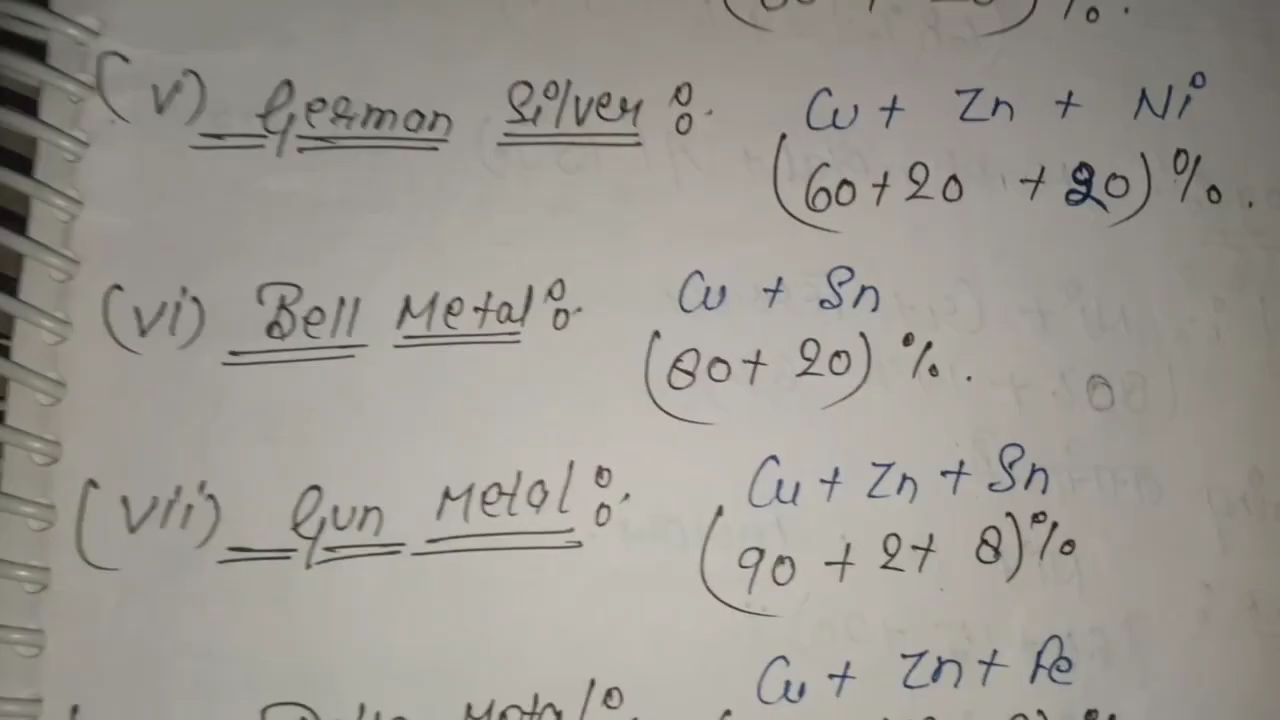 (v) German Silver : Cu + Zn + Ni
(60 + 20 + 20) %.
(vi) Bell Metal : Cu + Sn
(80 + 20) %.
(vii) Gun Metal : Cu + Zn + Sn
(90 + 2 + 8) %
Metal : Cu + Zn + Fe